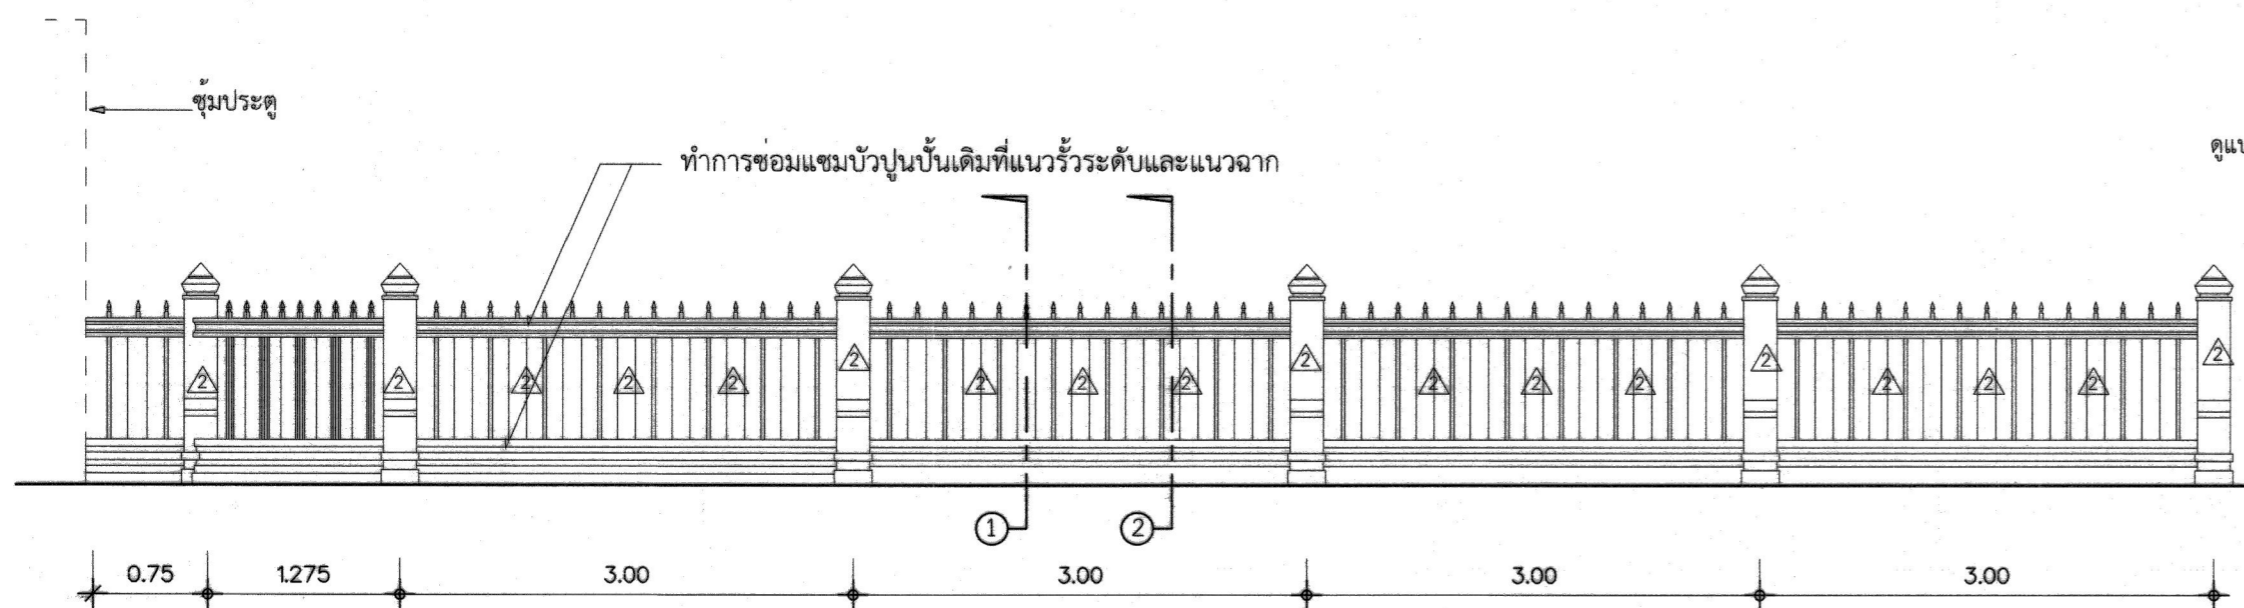 ซุ้มประตู
ทำการซ่อมแซมบัวปูนปั้นเดิมที่แนวรั้วระดับและแนวฉาก
2 2 2 2 2 2 2 2 2 2 2 2 2 2 2 2 2 2
1 2
0.75 1.275 3.00 3.00 3.00 3.00